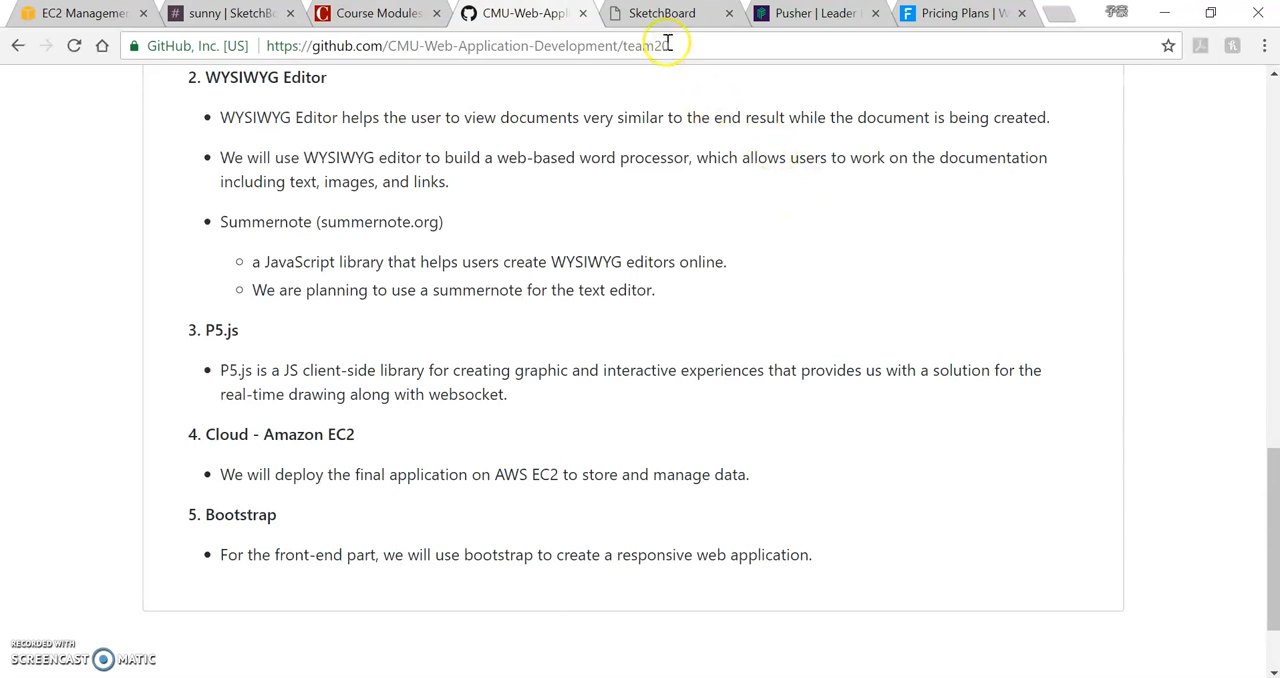 EC2 Manageme
sunny | SketchBo
Course Modules
CMU-Web-Appli
SketchBoard
Pusher | Leader i
Pricing Plans | W
GitHub, Inc. [US]
https://github.com/CMU-Web-Application-Development/team20
2. WYSIWYG Editor
WYSIWYG Editor helps the user to view documents very similar to the end result while the document is being created.
We will use WYSIWYG editor to build a web-based word processor, which allows users to work on the documentation
including text, images, and links.
Summernote (summernote.org)
a JavaScript library that helps users create WYSIWYG editors online.
We are planning to use a summernote for the text editor.
3. P5.js
P5.js is a JS client-side library for creating graphic and interactive experiences that provides us with a solution for the
real-time drawing along with websocket.
4. Cloud - Amazon EC2
We will deploy the final application on AWS EC2 to store and manage data.
5. Bootstrap
For the front-end part, we will use bootstrap to create a responsive web application.
RECORDED WITH
SCREENCAST MATIC